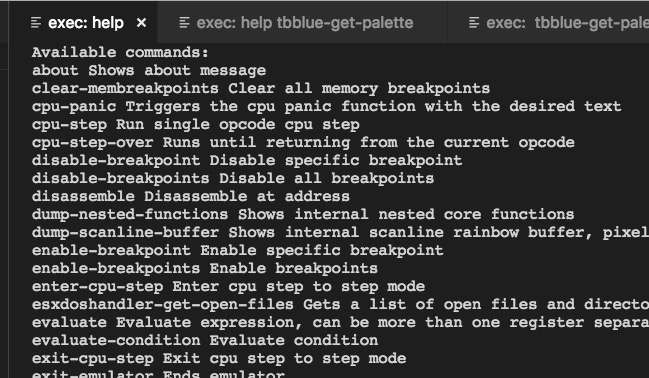 exec: help × exec: help tbblue-get-palette exec: tbblue-get-pale
Available commands:
about Shows about message
clear-membreakpoints Clear all memory breakpoints
cpu-panic Triggers the cpu panic function with the desired text
cpu-step Run single opcode cpu step
cpu-step-over Runs until returning from the current opcode
disable-breakpoint Disable specific breakpoint
disable-breakpoints Disable all breakpoints
disassemble Disassemble at address
dump-nested-functions Shows internal nested core functions
dump-scanline-buffer Shows internal scanline rainbow buffer, pixel
enable-breakpoint Enable specific breakpoint
enable-breakpoints Enable breakpoints
enter-cpu-step Enter cpu step to step mode
esxdoshandler-get-open-files Gets a list of open files and directo
evaluate Evaluate expression, can be more than one register separa
evaluate-condition Evaluate condition
exit-cpu-step Exit cpu step to step mode
exit-emulator Ends emulator